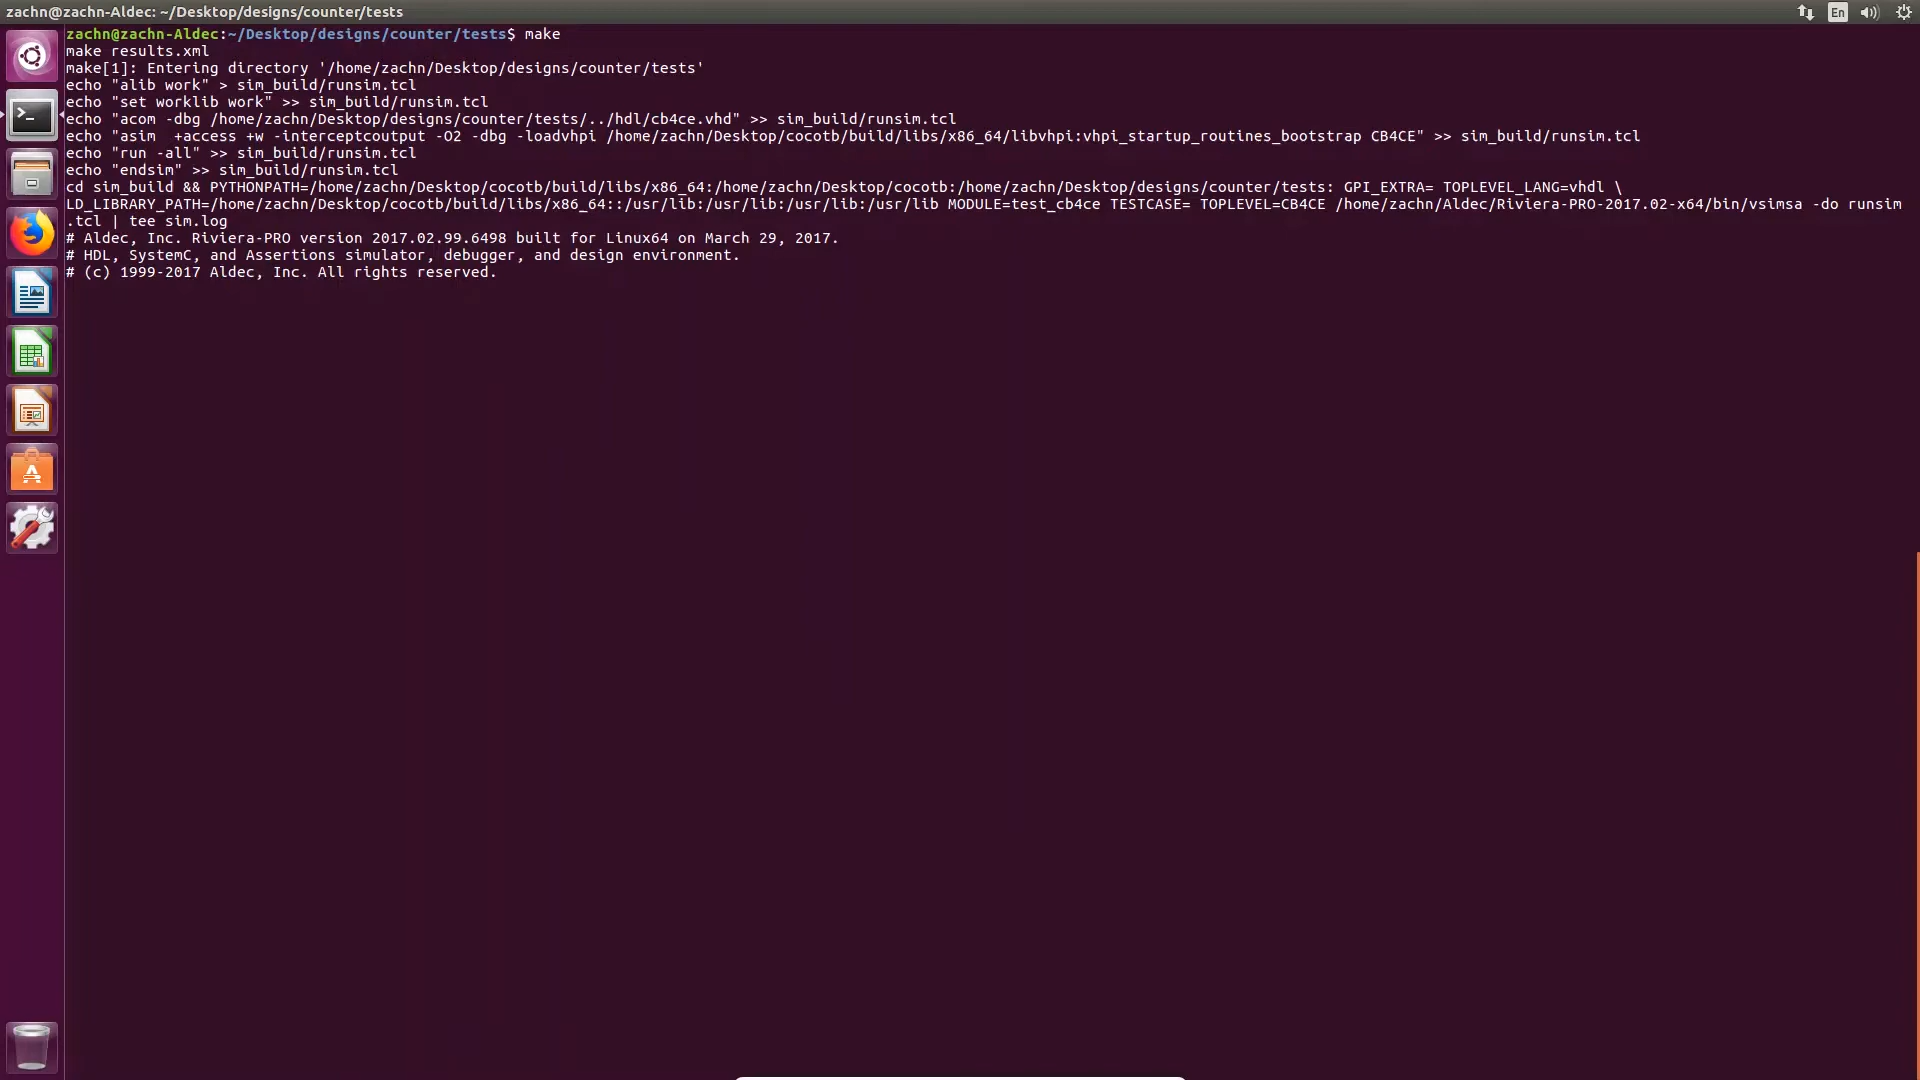 zachn@zachn-Aldec: ~/Desktop/designs/counter/tests
En
zachn@zachn-Aldec:~/Desktop/designs/counter/tests$ make
make results.xml
make[1]: Entering directory '/home/zachn/Desktop/designs/counter/tests'
echo "alib work" > sim_build/runsim.tcl
echo "set worklib work" >> sim_build/runsim.tcl
echo "acom -dbg /home/zachn/Desktop/designs/counter/tests/../hdl/cb4ce.vhd" >> sim_build/runsim.tcl
echo "asim  +access +w -interceptcoutput -O2 -dbg -loadvhpi /home/zachn/Desktop/cocotb/build/libs/x86_64/libvhpi:vhpi_startup_routines_bootstrap CB4CE" >> sim_build/runsim.tcl
echo "run -all" >> sim_build/runsim.tcl
echo "endsim" >> sim_build/runsim.tcl
cd sim_build && PYTHONPATH=/home/zachn/Desktop/cocotb/build/libs/x86_64:/home/zachn/Desktop/cocotb:/home/zachn/Desktop/designs/counter/tests: GPI_EXTRA= TOPLEVEL_LANG=vhdl \
LD_LIBRARY_PATH=/home/zachn/Desktop/cocotb/build/libs/x86_64::/usr/lib:/usr/lib:/usr/lib:/usr/lib MODULE=test_cb4ce TESTCASE= TOPLEVEL=CB4CE /home/zachn/Aldec/Riviera-PRO-2017.02-x64/bin/vsimsa -do runsim
.tcl | tee sim.log
# Aldec, Inc. Riviera-PRO version 2017.02.99.6498 built for Linux64 on March 29, 2017.
# HDL, SystemC, and Assertions simulator, debugger, and design environment.
# (c) 1999-2017 Aldec, Inc. All rights reserved.